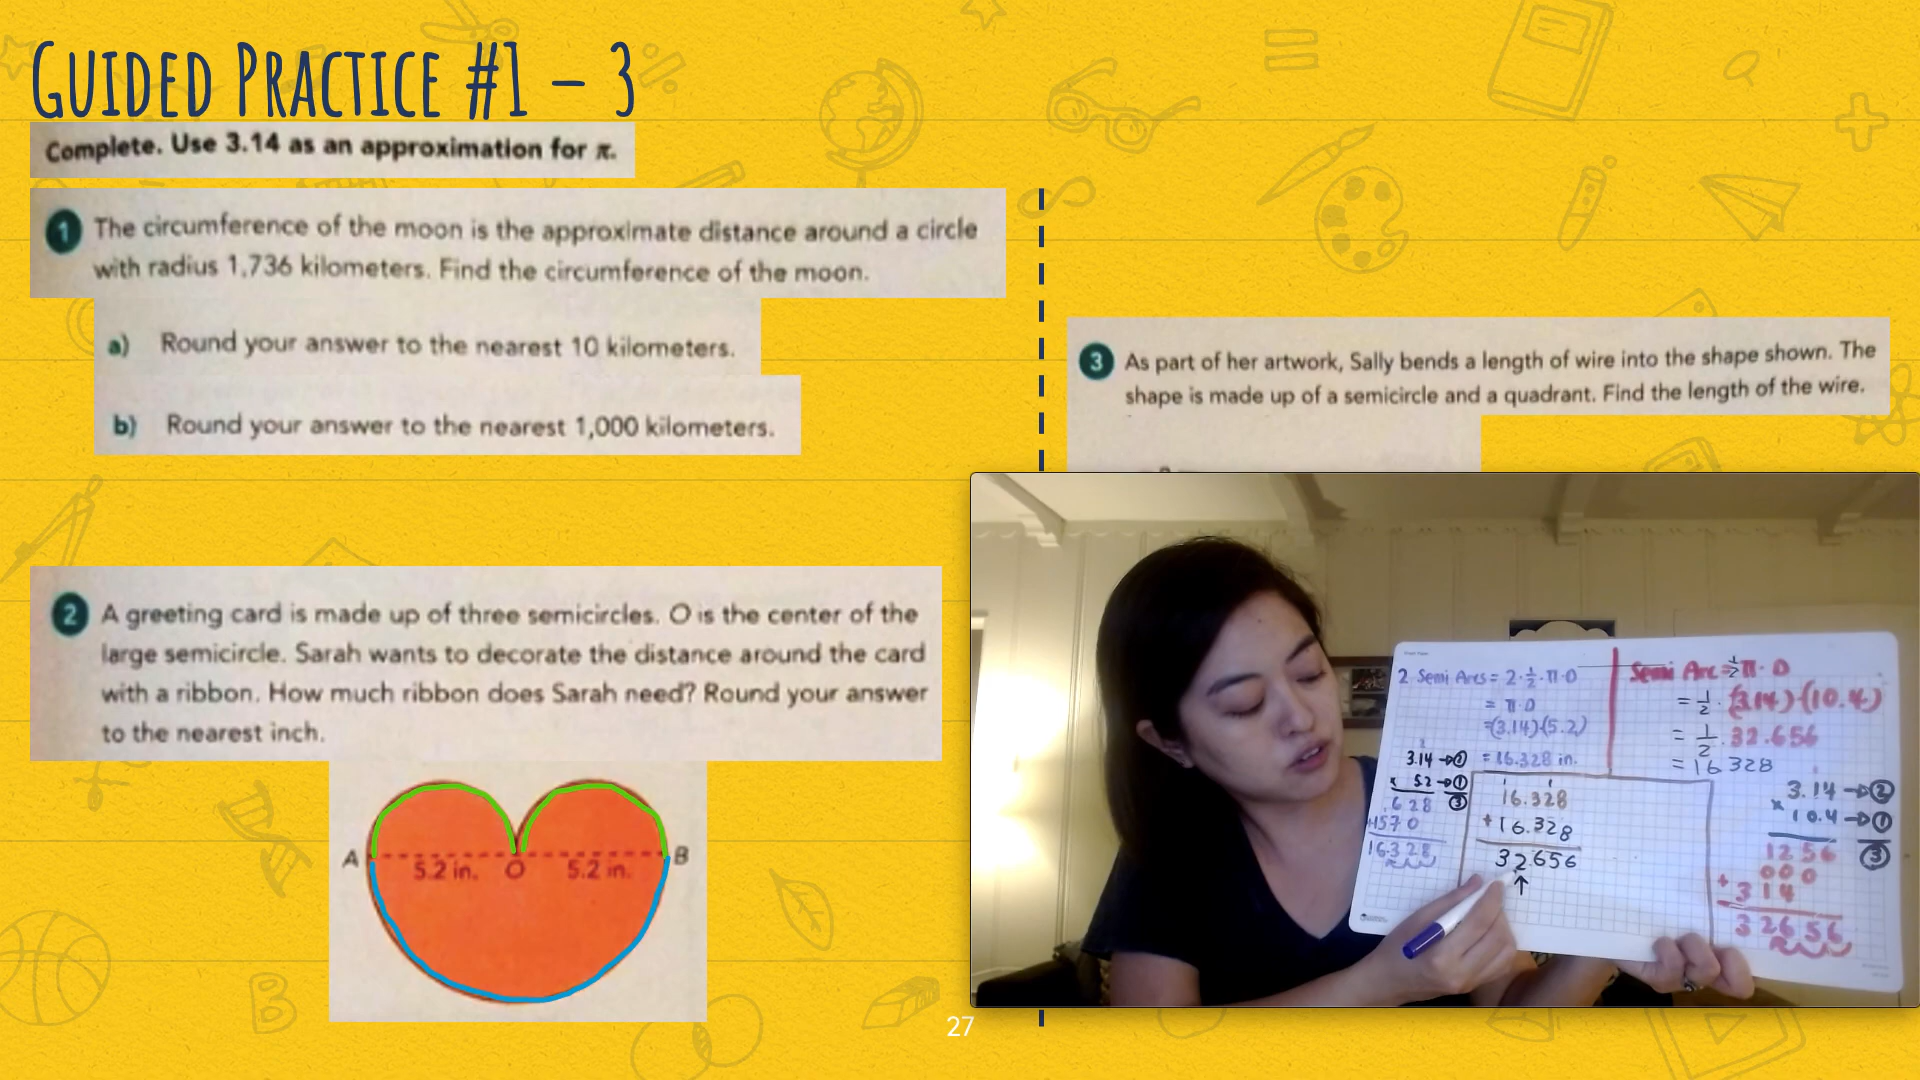 GUIDED PRACTICE #1 – 3
Complete. Use 3.14 as an approximation for π.
1 The circumference of the moon is the approximate distance around a circle
with radius 1,736 kilometers. Find the circumference of the moon.
a) Round your answer to the nearest 10 kilometers.
b) Round your answer to the nearest 1,000 kilometers.
2 A greeting card is made up of three semicircles. O is the center of the
large semicircle. Sarah wants to decorate the distance around the card
with a ribbon. How much ribbon does Sarah need? Round your answer
to the nearest inch.
A
5.2 in. O 5.2 in.
B
3 As part of her artwork, Sally bends a length of wire into the shape shown. The
shape is made up of a semicircle and a quadrant. Find the length of the wire.
2 Semi Arcs = 2·½·π·D
= π·D
=(3.14)·(5.2)
= 16.328 in.
3.14 → 2
x 5.2 → 1
628 3
+1570
16.328
16.328
+16.328
32.656
↑
Semi Arc = ½ π·D
= ½·(3.14)·(10.4)
= ½·32.656
= 16.328
3.14 → 2
x 10.4 → 1
1256 3
000
+ 314
32656
27